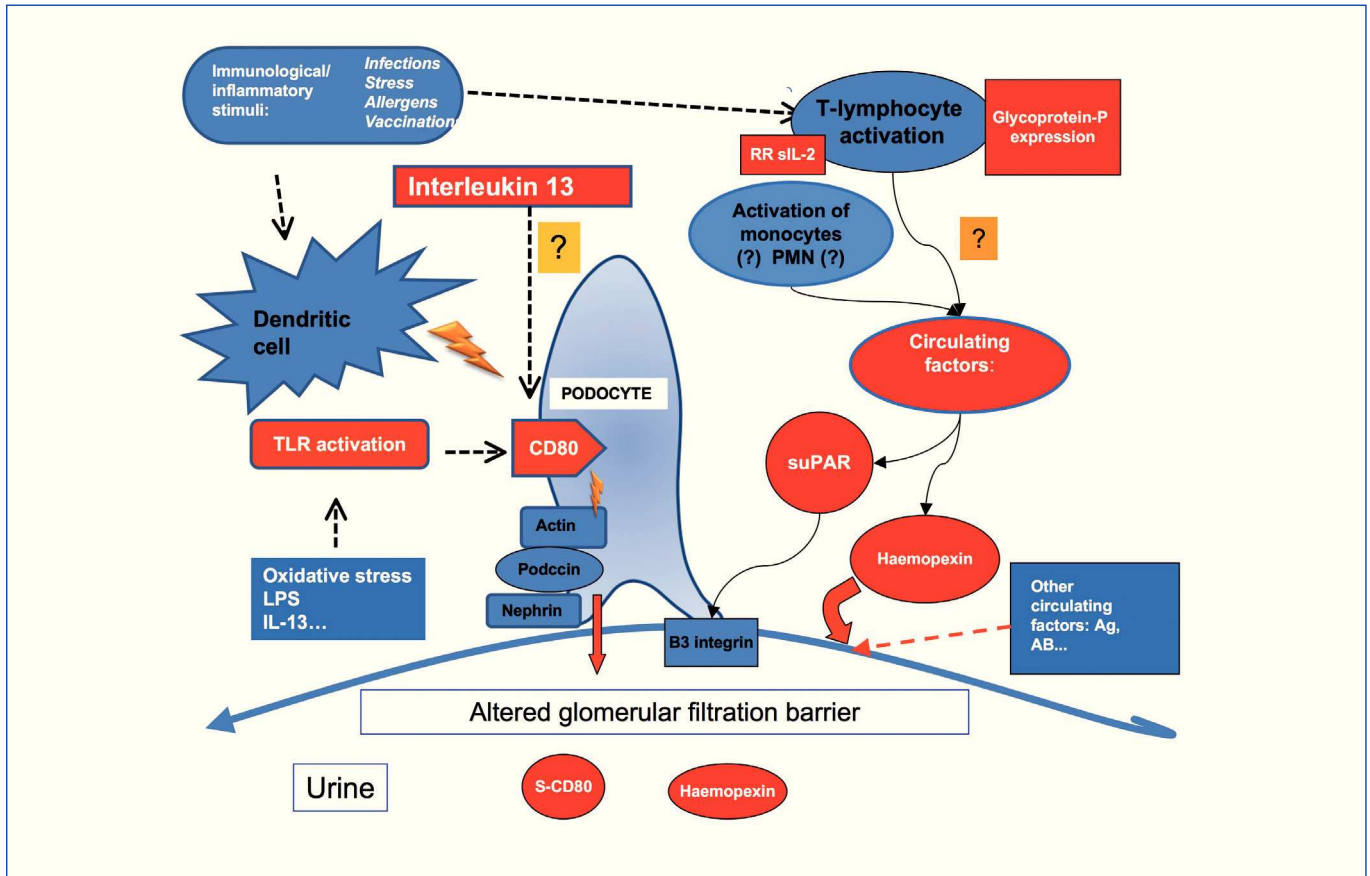 Immunological/
inflammatory
stimuli:
Infections
Stress
Allergens
Vaccinations
T-lymphocyte
activation
Glycoprotein-P
expression
RR sIL-2
Interleukin 13
Activation of
monocytes
(?) PMN (?)
?
?
Dendritic
cell
Circulating
factors:
PODOCYTE
TLR activation
CD80
suPAR
Actin
Haemopexin
Podccin
Oxidative stress
LPS
IL-13...
Nephrin
Other
circulating
factors: Ag,
AB...
B3 integrin
Altered glomerular filtration barrier
Urine
S-CD80
Haemopexin